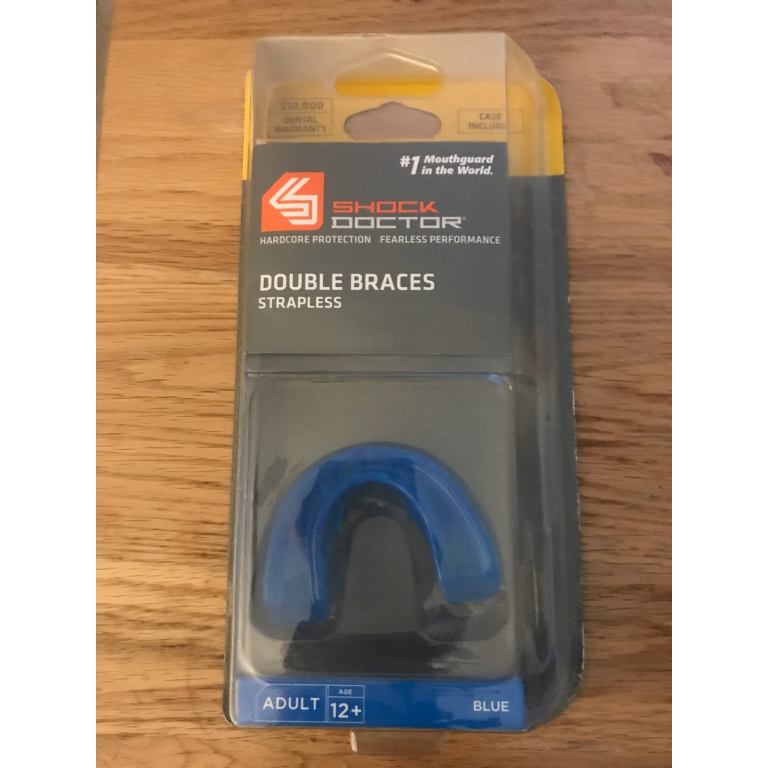 $10,000
DENTAL
WARRANTY
CASE
INCLUDED
#1 Mouthguard
in the World.
SHOCK
DOCTOR®
HARDCORE PROTECTION FEARLESS PERFORMANCE
DOUBLE BRACES
STRAPLESS
ADULT
AGE
12+
BLUE